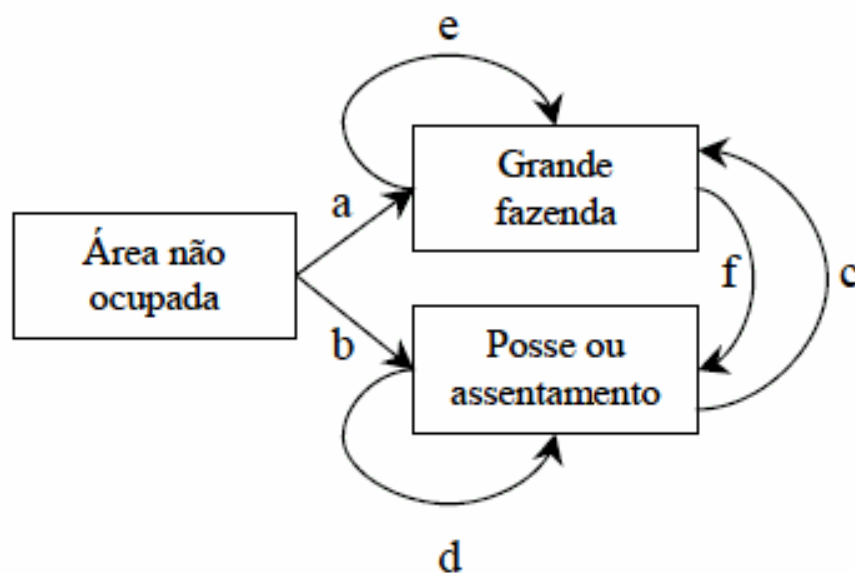 e
Grande
fazenda
a
Área não
ocupada
f
c
b
Posse ou
assentamento
d